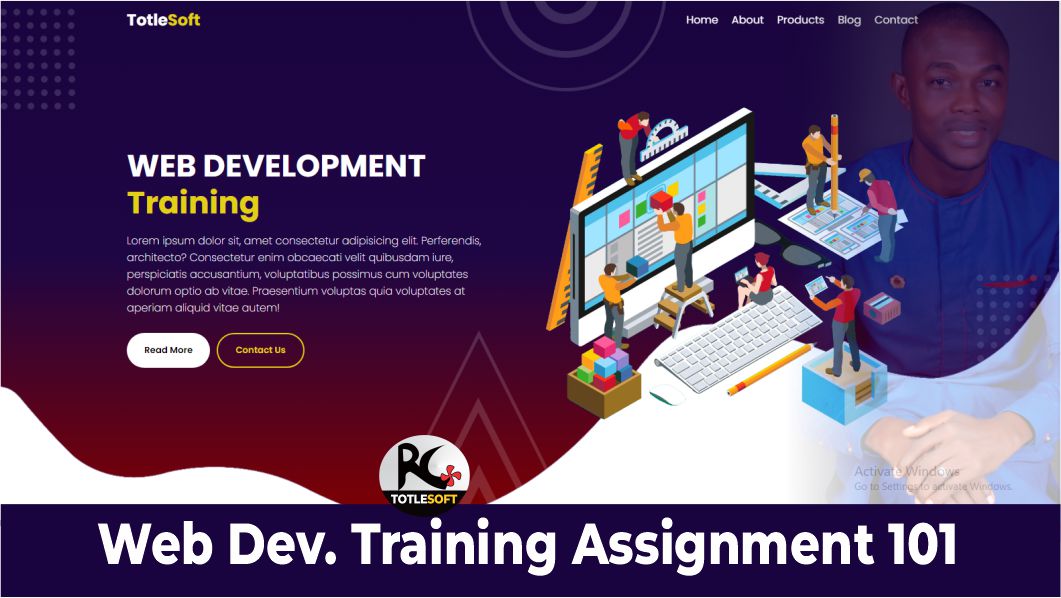 TotleSoft
Home About Products Blog Contact
WEB DEVELOPMENT
Training
Lorem ipsum dolor sit, amet consectetur adipisicing elit. Perferendis,
architecto? Consectetur enim obcaecati velit quibusdam iure,
perspiciatis accusantium, voluptatibus possimus cum voluptates
dolorum optio ab vitae. Praesentium voluptas quia voluptates at
aperiam aliquid vitae autem!
Read More Contact Us
Activate Windows
Go to Settings to activate Windows.
RC
TOTLESOFT
Web Dev. Training Assignment 101